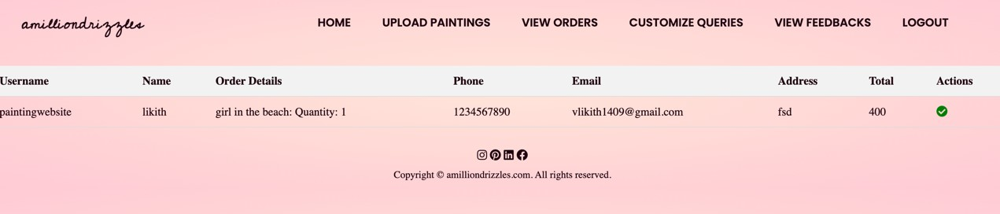 amilliondrizzles HOME UPLOAD PAINTINGS VIEW ORDERS CUSTOMIZE QUERIES VIEW FEEDBACKS LOGOUT
Username Name Order Details Phone Email Address Total Actions
paintingwebsite likith girl in the beach: Quantity: 1 1234567890 vlikith1409@gmail.com fsd 400
Copyright © amilliondrizzles.com. All rights reserved.